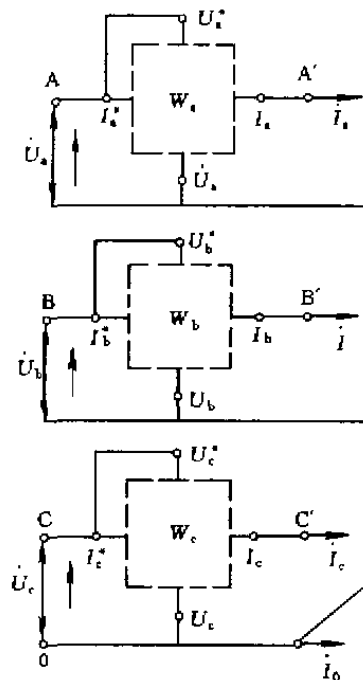 U*a
A Wa A′
I*a Ia İa
U̇a U̇a
U*b
B Wb B′
I*b Ib İ
U̇b Ub
U*c
C Wc C′
I*c Ic İc
U̇c Uc
0 İ0